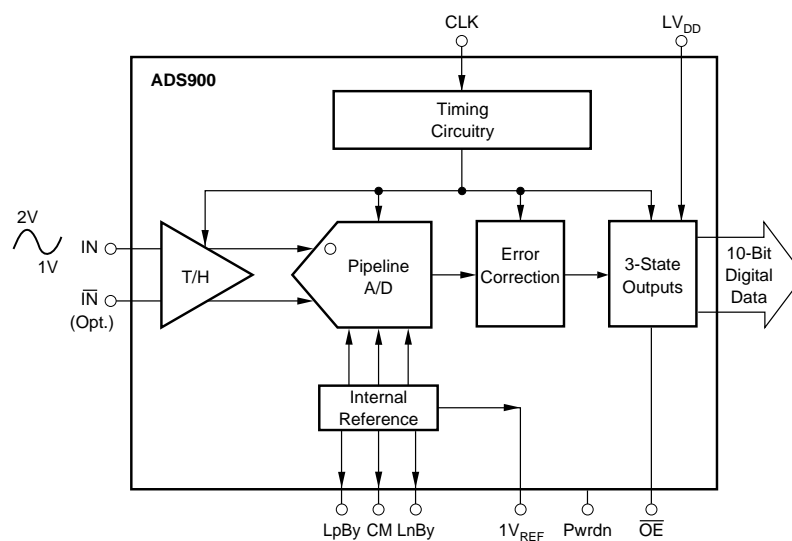 CLK
LVDD
ADS900
Timing
Circuitry
2V
1V
IN
IN
(Opt.)
T/H
Pipeline
A/D
Error
Correction
3-State
Outputs
10-Bit
Digital
Data
Internal
Reference
LpBy
CM
LnBy
1VREF
Pwrdn
OE